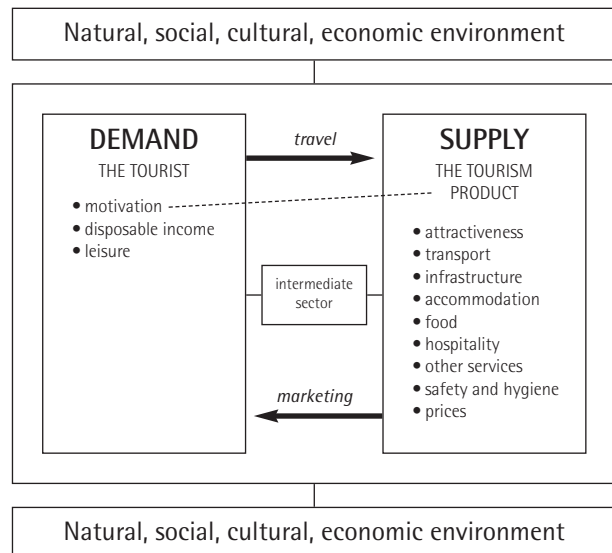 Natural, social, cultural, economic environment
DEMAND
THE TOURIST
• motivation
• disposable income
• leisure
travel
intermediate
sector
marketing
SUPPLY
THE TOURISM
PRODUCT
• attractiveness
• transport
• infrastructure
• accommodation
• food
• hospitality
• other services
• safety and hygiene
• prices
Natural, social, cultural, economic environment